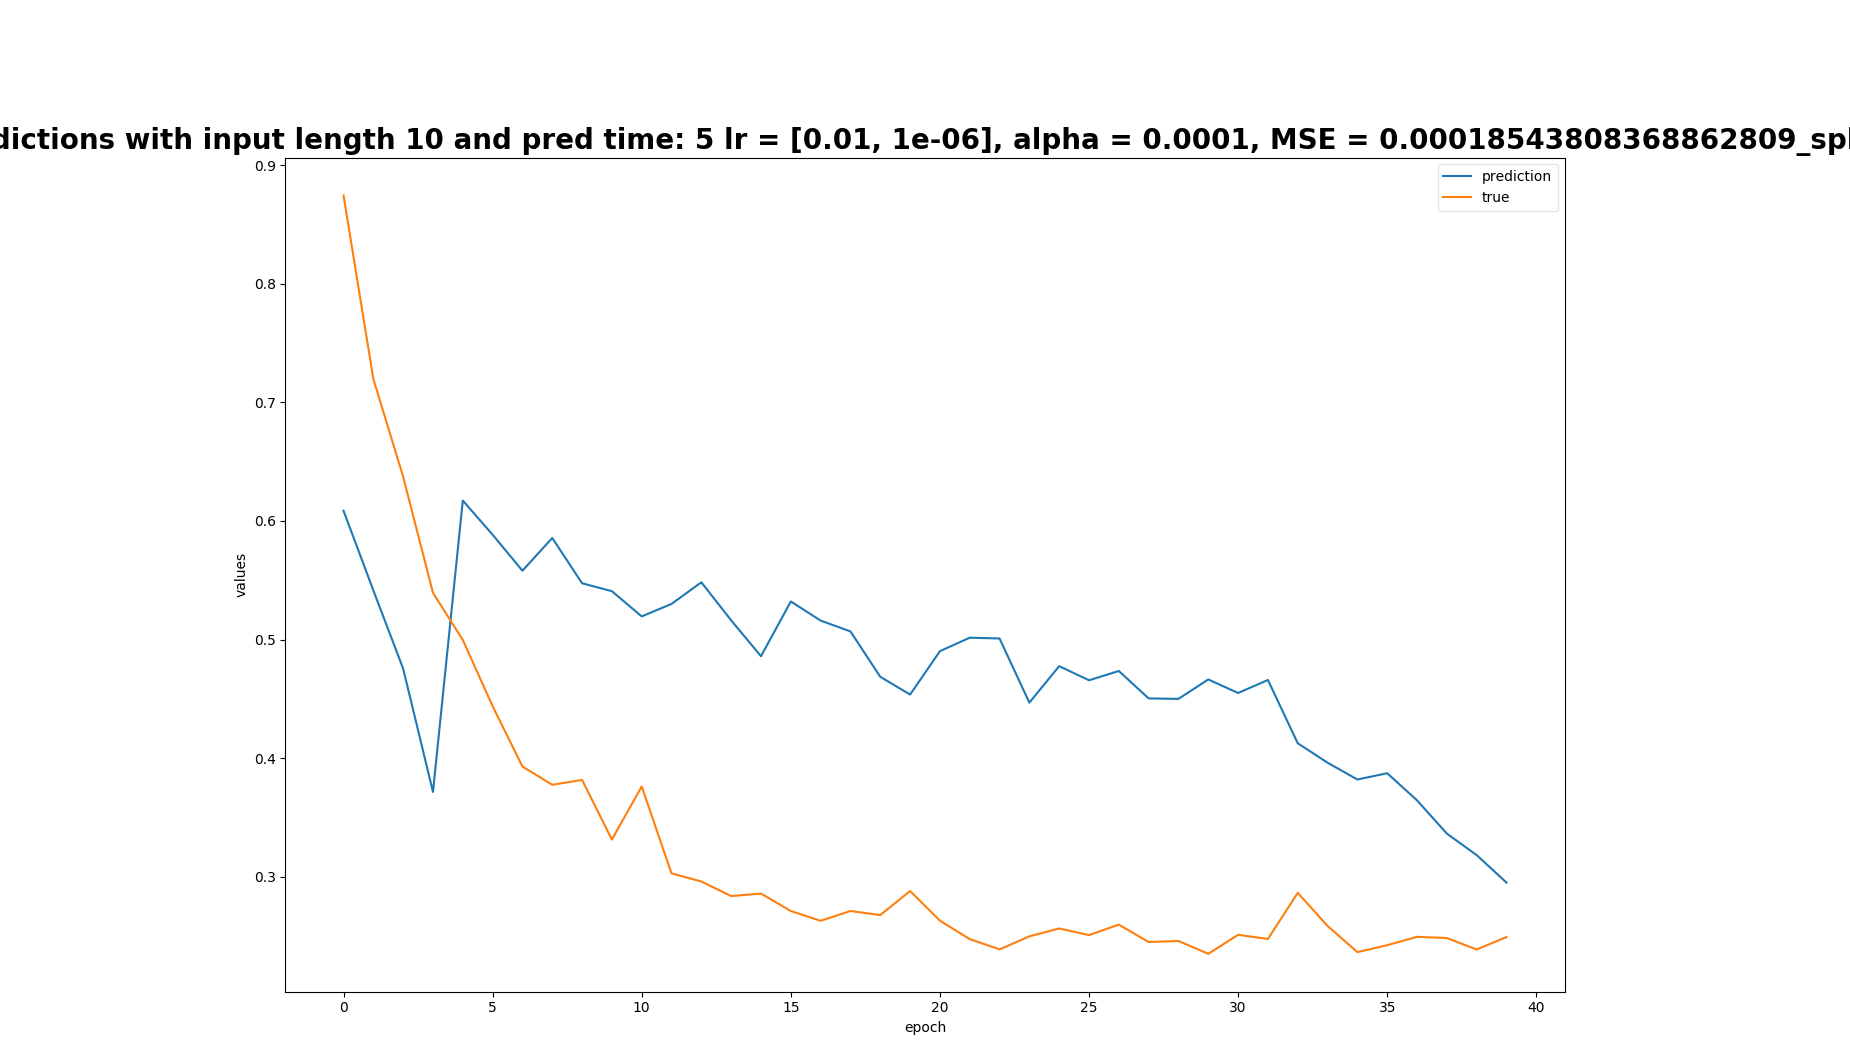 dictions with input length 10 and pred time: 5 lr = [0.01, 1e-06], alpha = 0.0001, MSE = 0.00018543808368862809_spl
prediction
true
0.9
0.8
0.7
0.6
0.5
0.4
0.3
values
0 5 10 15 20 25 30 35 40
epoch